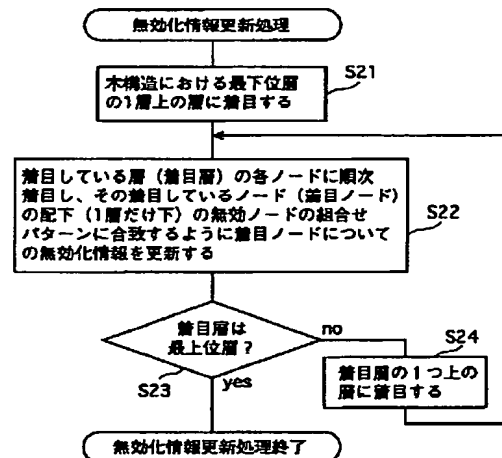 無効化情報更新処理
S21
木構造における最下位層
の1層上の層に着目する
着目している層（着目層）の各ノードに順次
着目し、その着目しているノード（着目ノード）
の配下（1層だけ下）の無効ノードの組合せ
パターンに合致するように着目ノードについて
の無効化情報を更新する
S22
着目層は
最上位層？
no
S24
S23
yes
着目層の1つ上の
層に着目する
無効化情報更新処理終了